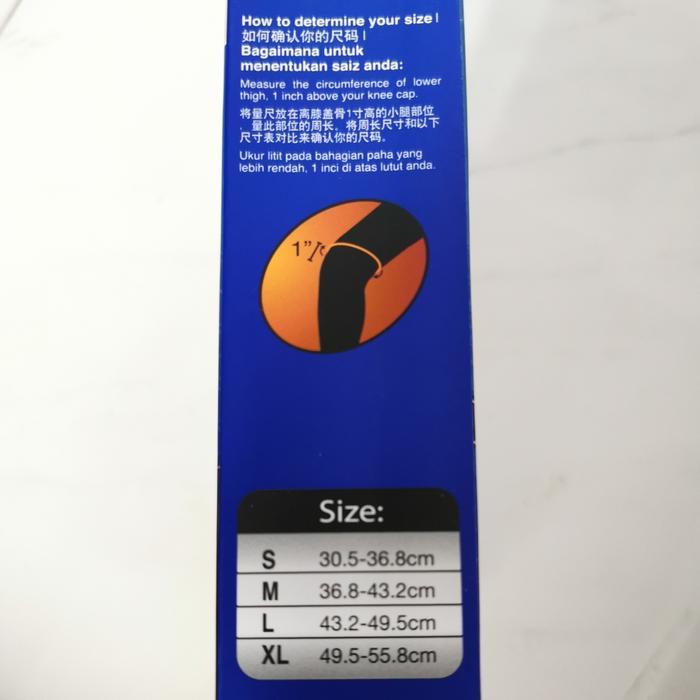 How to determine your size |
如何确认你的尺码 |
Bagaimana untuk
menentukan saiz anda:
Measure the circumference of lower
thigh, 1 inch above your knee cap.
将量尺放在离膝盖骨1寸高的小腿部位
，量此部位的周长。将周长尺寸和以下
尺寸表对比来确认你的尺码。
Ukur litit pada bahagian paha yang
lebih rendah, 1 inci di atas lutut anda.
1"
Size:
S 30.5-36.8cm
M 36.8-43.2cm
L 43.2-49.5cm
XL 49.5-55.8cm